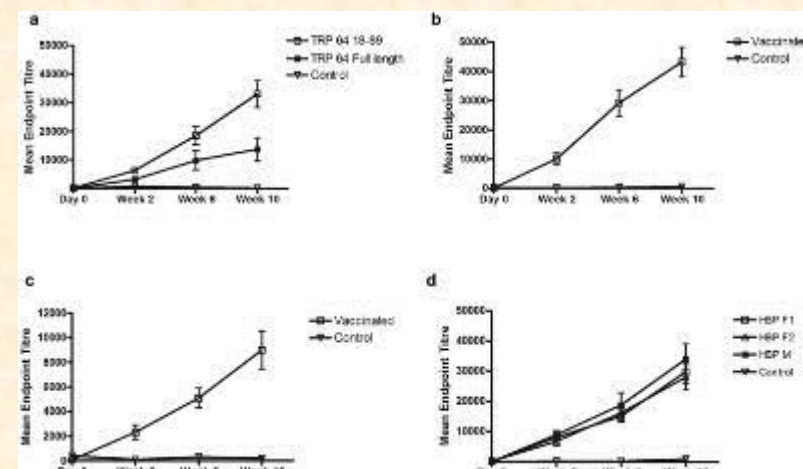 a
TRP 64 18-89
TRP 64 Full length
Control
Mean Endpoint Titre
50000
40000
30000
20000
10000
0
Day 0 Week 2 Week 6 Week 10
b
Vaccinated
Control
Mean Endpoint Titre
50000
40000
30000
20000
10000
0
Day 0 Week 2 Week 6 Week 10
c
Vaccinated
Control
Mean Endpoint Titre
12000
10000
8000
6000
4000
2000
0
d
HBP F1
HBP F2
HBP M
Control
Mean Endpoint Titre
50000
40000
30000
20000
10000